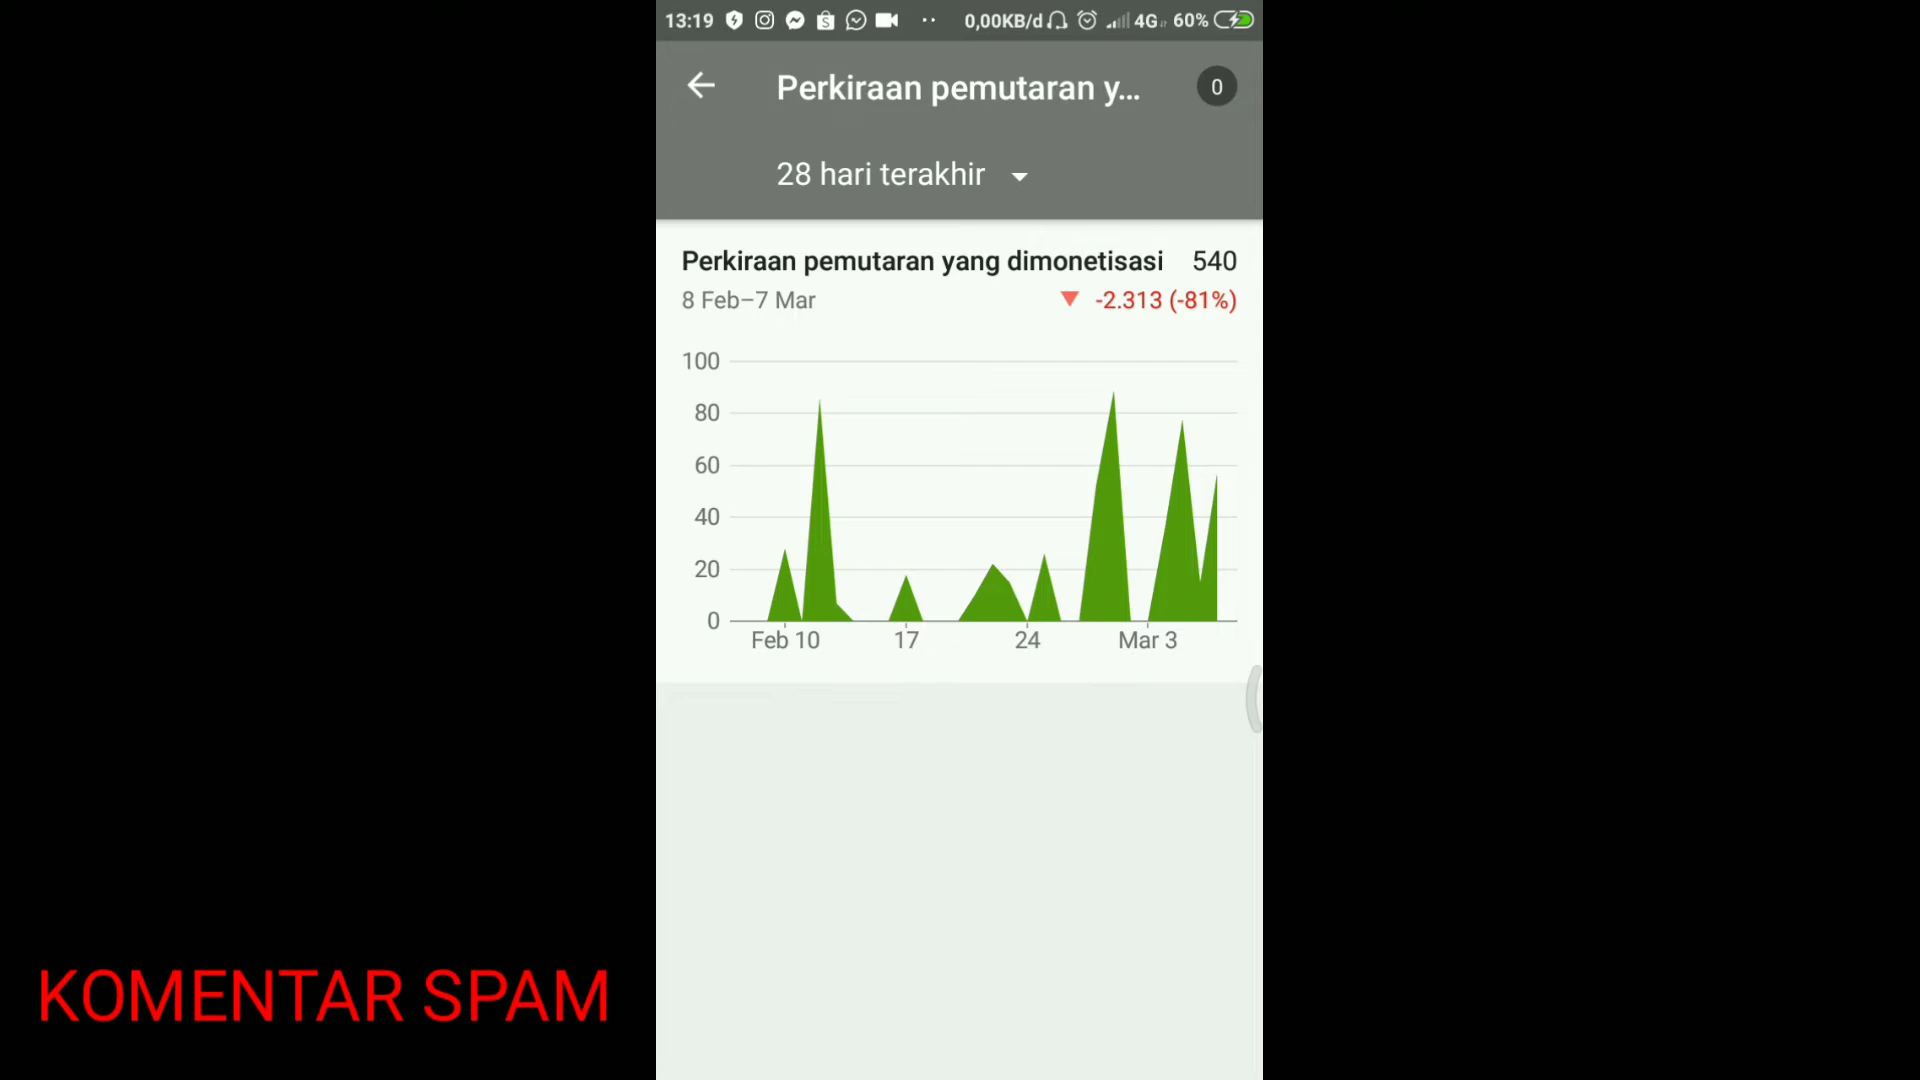 13:19 0,00KB/d 4G 60%
Perkiraan pemutaran y... 0
28 hari terakhir
Perkiraan pemutaran yang dimonetisasi 540
8 Feb–7 Mar -2.313 (-81%)
100
80
60
40
20
0
Feb 10 17 24 Mar 3
KOMENTAR SPAM